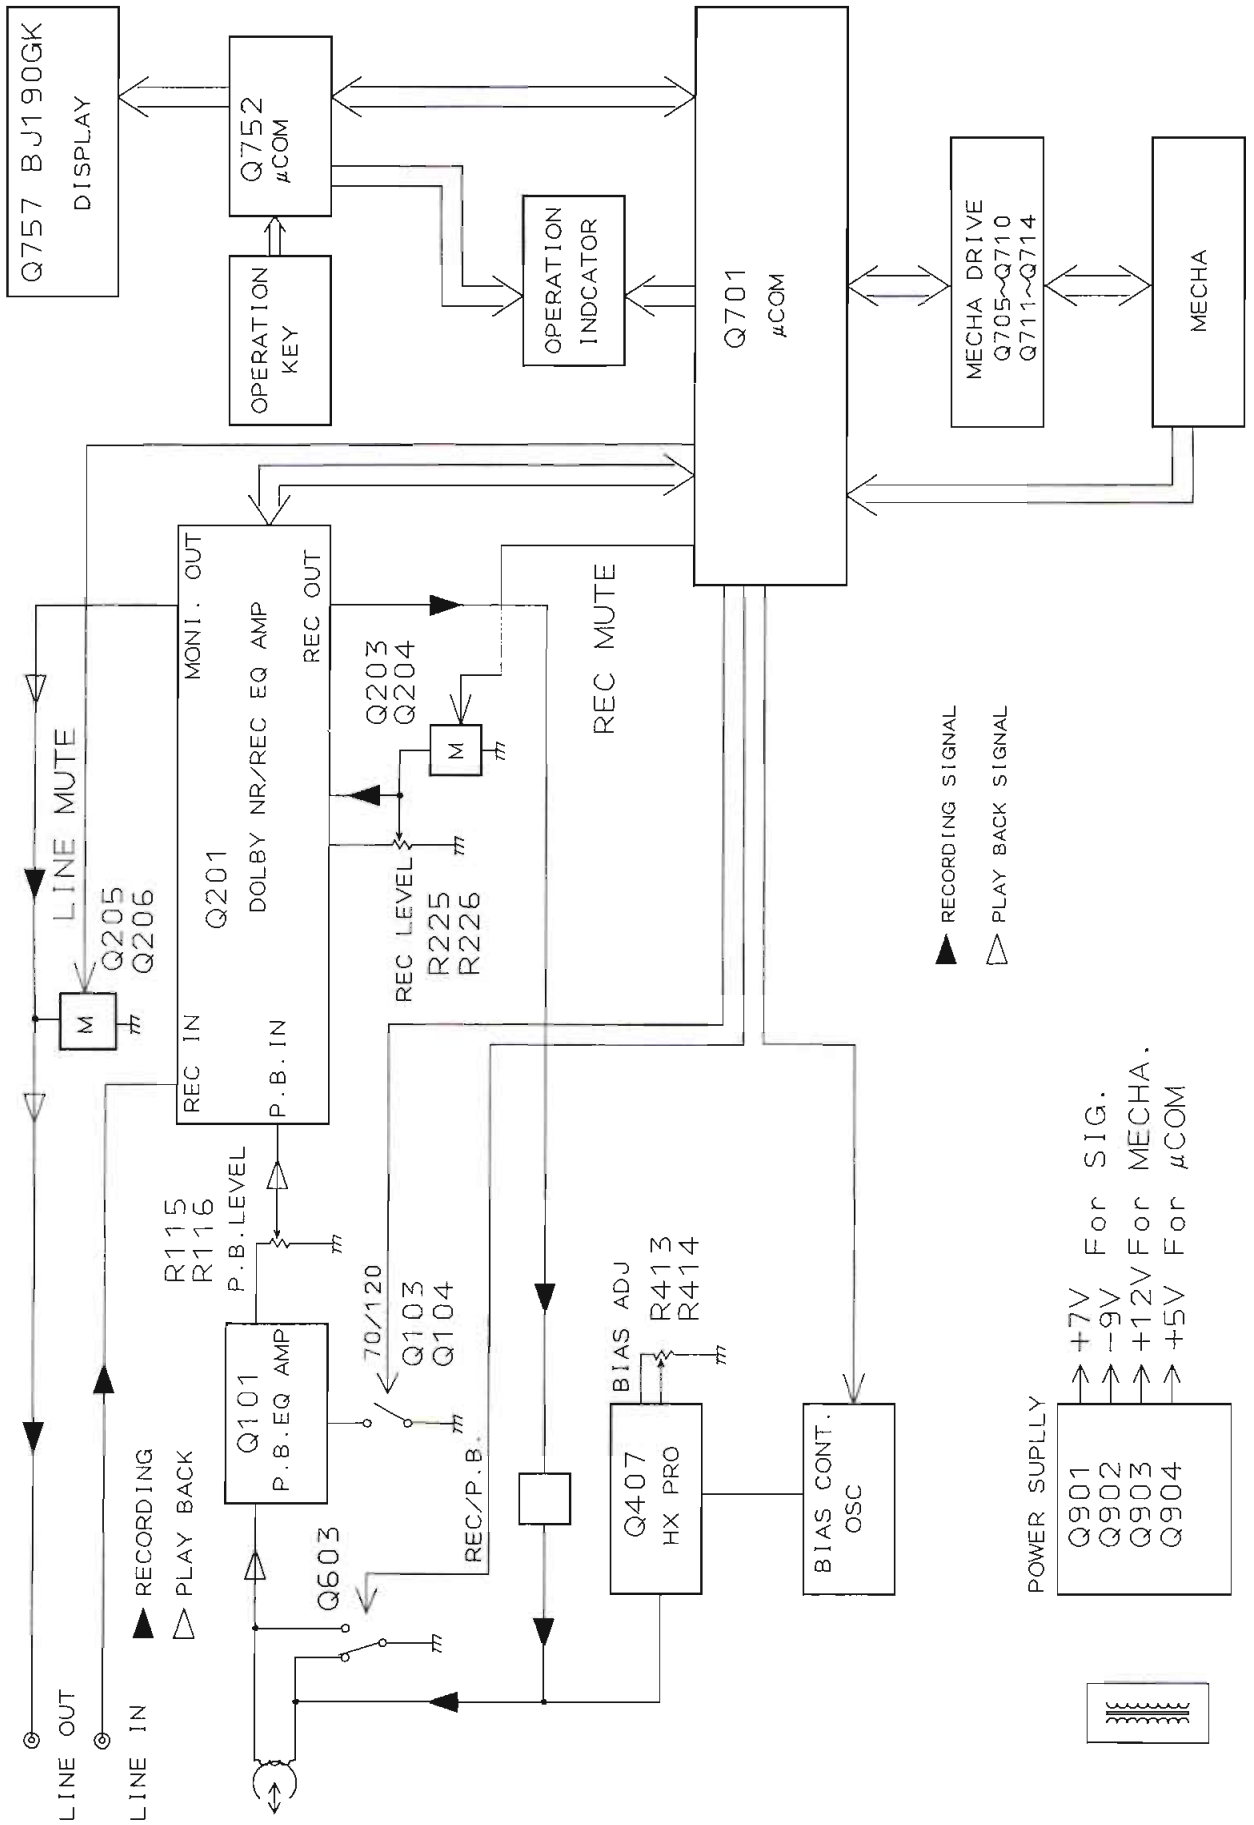 LINE OUT
LINE IN
▲ RECORDING
△ PLAY BACK
LINE MUTE
Q205
Q206
M
Q757 BJ190GK
DISPLAY
Q752
μCOM
OPERATION
KEY
OPERATION
INDCATOR
Q701
μCOM
MECHA DRIVE
Q705~Q710
Q711~Q714
MECHA
REC IN
P.B.IN
Q201
DOLBY NR/REC EQ AMP
MONI. OUT
REC OUT
R115
R116
P.B.LEVEL
Q101
P.B.EQ AMP
70/120
Q103
Q104
Q603
REC/P.B.
REC LEVEL
R225
R226
Q203
Q204
M
REC MUTE
BIAS ADJ
R413
R414
Q407
HX PRO
BIAS CONT.
OSC
▲ RECORDING SIGNAL
△ PLAY BACK SIGNAL
POWER SUPLLY
Q901
Q902
Q903
Q904
+7V
-9V For SIG.
+12V For MECHA.
+5V For μCOM